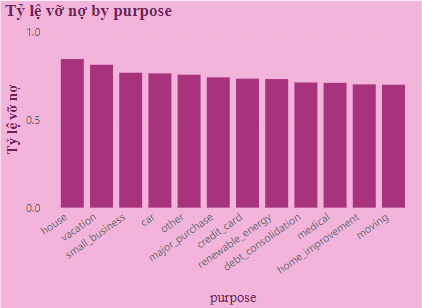 Tỷ lệ vỡ nợ by purpose
Tỷ lệ vỡ nợ
1.0
0.5
0.0
house
vacation
small_business
car
other
major_purchase
credit_card
renewable_energy
debt_consolidation
medical
home_improvement
moving
purpose